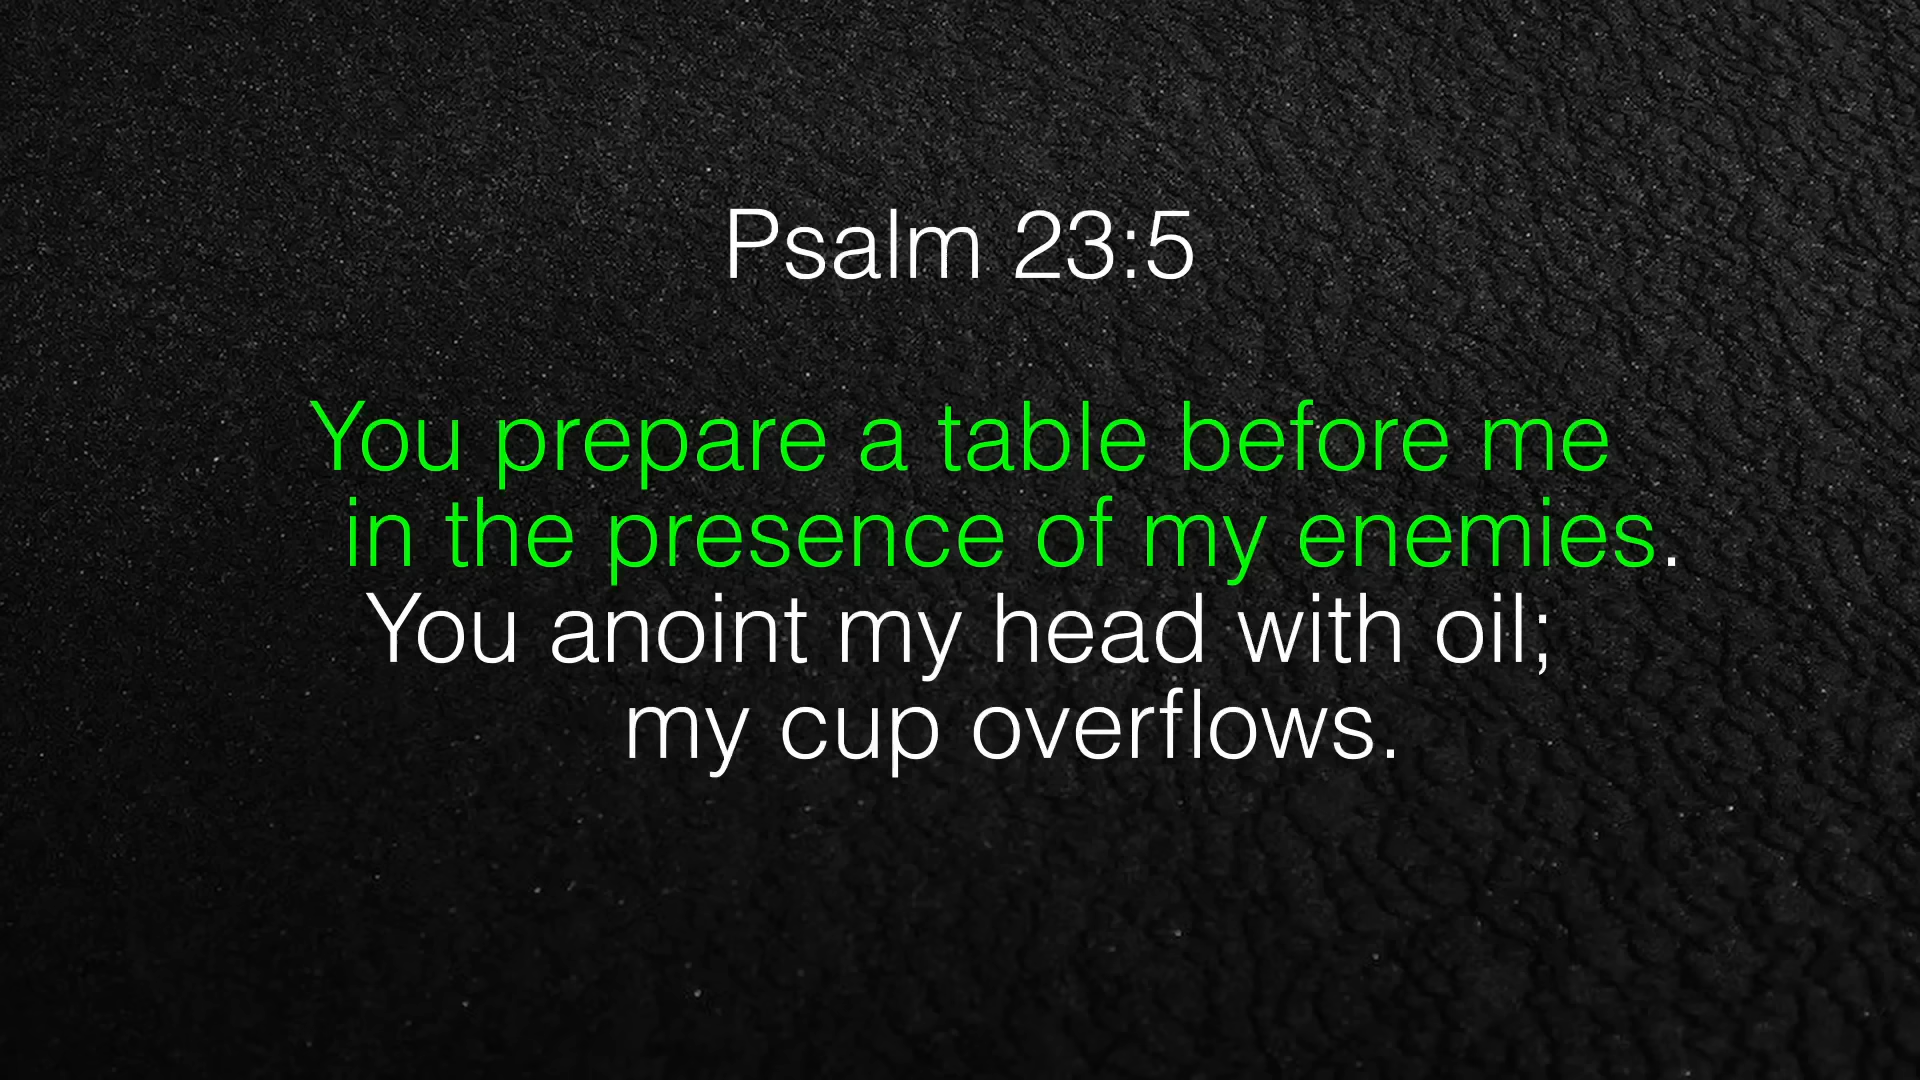 Psalm 23:5
You prepare a table before me
in the presence of my enemies.
You anoint my head with oil;
my cup overflows.